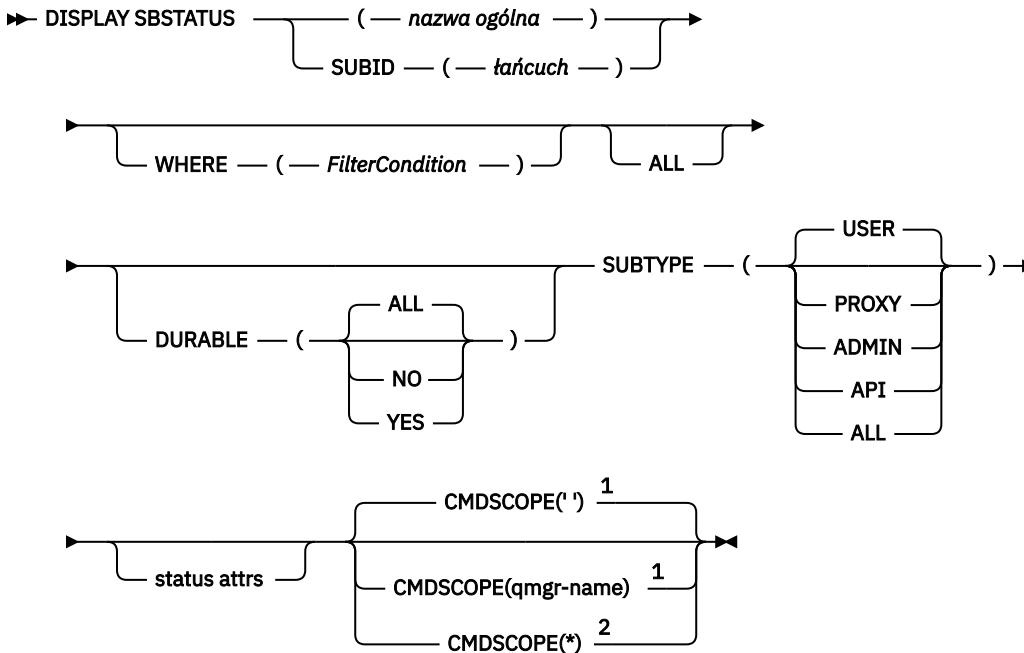 DISPLAY SBSTATUS ( nazwa ogólna )
SUBID ( łańcuch )
WHERE ( FilterCondition ) ALL
USER
SUBTYPE ( )
ALL PROXY
DURABLE ( ) ADMIN
NO API
YES ALL
CMDSCOPE(' ') 1
status attrs CMDSCOPE(qmgr-name) 1
CMDSCOPE(*) 2